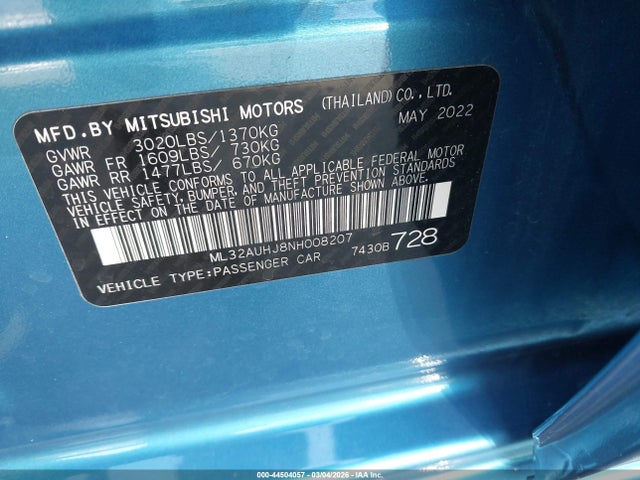 MFD.BY MITSUBISHI MOTORS (THAILAND)CO.,LTD.
MAY 2022
GVWR 3020LBS/1370KG
GAWR FR 1609LBS/ 730KG
GAWR RR 1477LBS/ 670KG
THIS VEHICLE CONFORMS TO ALL APPLICABLE FEDERAL MOTOR
VEHICLE SAFETY, BUMPER, AND THEFT PREVENTION STANDARDS
IN EFFECT ON THE DATE OF MANUFACTURE SHOWN ABOVE.
ML32AUHJ8NH008207
VEHICLE TYPE:PASSENGER CAR 7430B 728
000-44504057 | 03/04/2026 - IAA Inc.